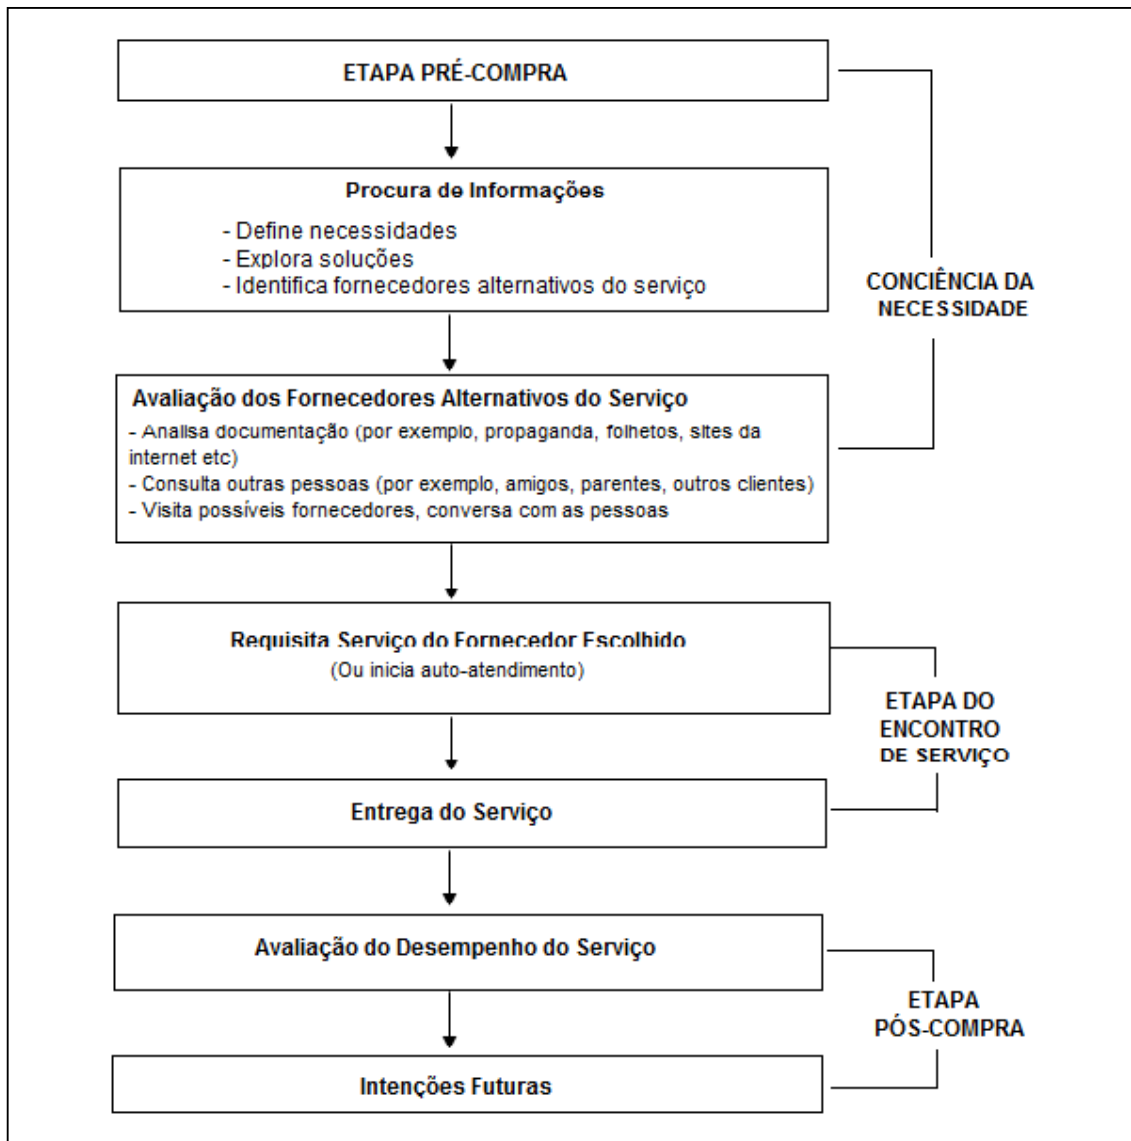 ETAPA PRÉ-COMPRA
Procura de Informações
- Define necessidades
- Explora soluções
- Identifica fornecedores alternativos do serviço
CONCIÊNCIA DA
NECESSIDADE
Avaliação dos Fornecedores Alternativos do Serviço
- Analisa documentação (por exemplo, propaganda, folhetos, sites da
internet etc)
- Consulta outras pessoas (por exemplo, amigos, parentes, outros clientes)
- Visita possíveis fornecedores, conversa com as pessoas
Requisita Serviço do Fornecedor Escolhido
(Ou inicia auto-atendimento)
ETAPA DO
ENCONTRO
DE SERVIÇO
Entrega do Serviço
Avaliação do Desempenho do Serviço
ETAPA
PÓS-COMPRA
Intenções Futuras